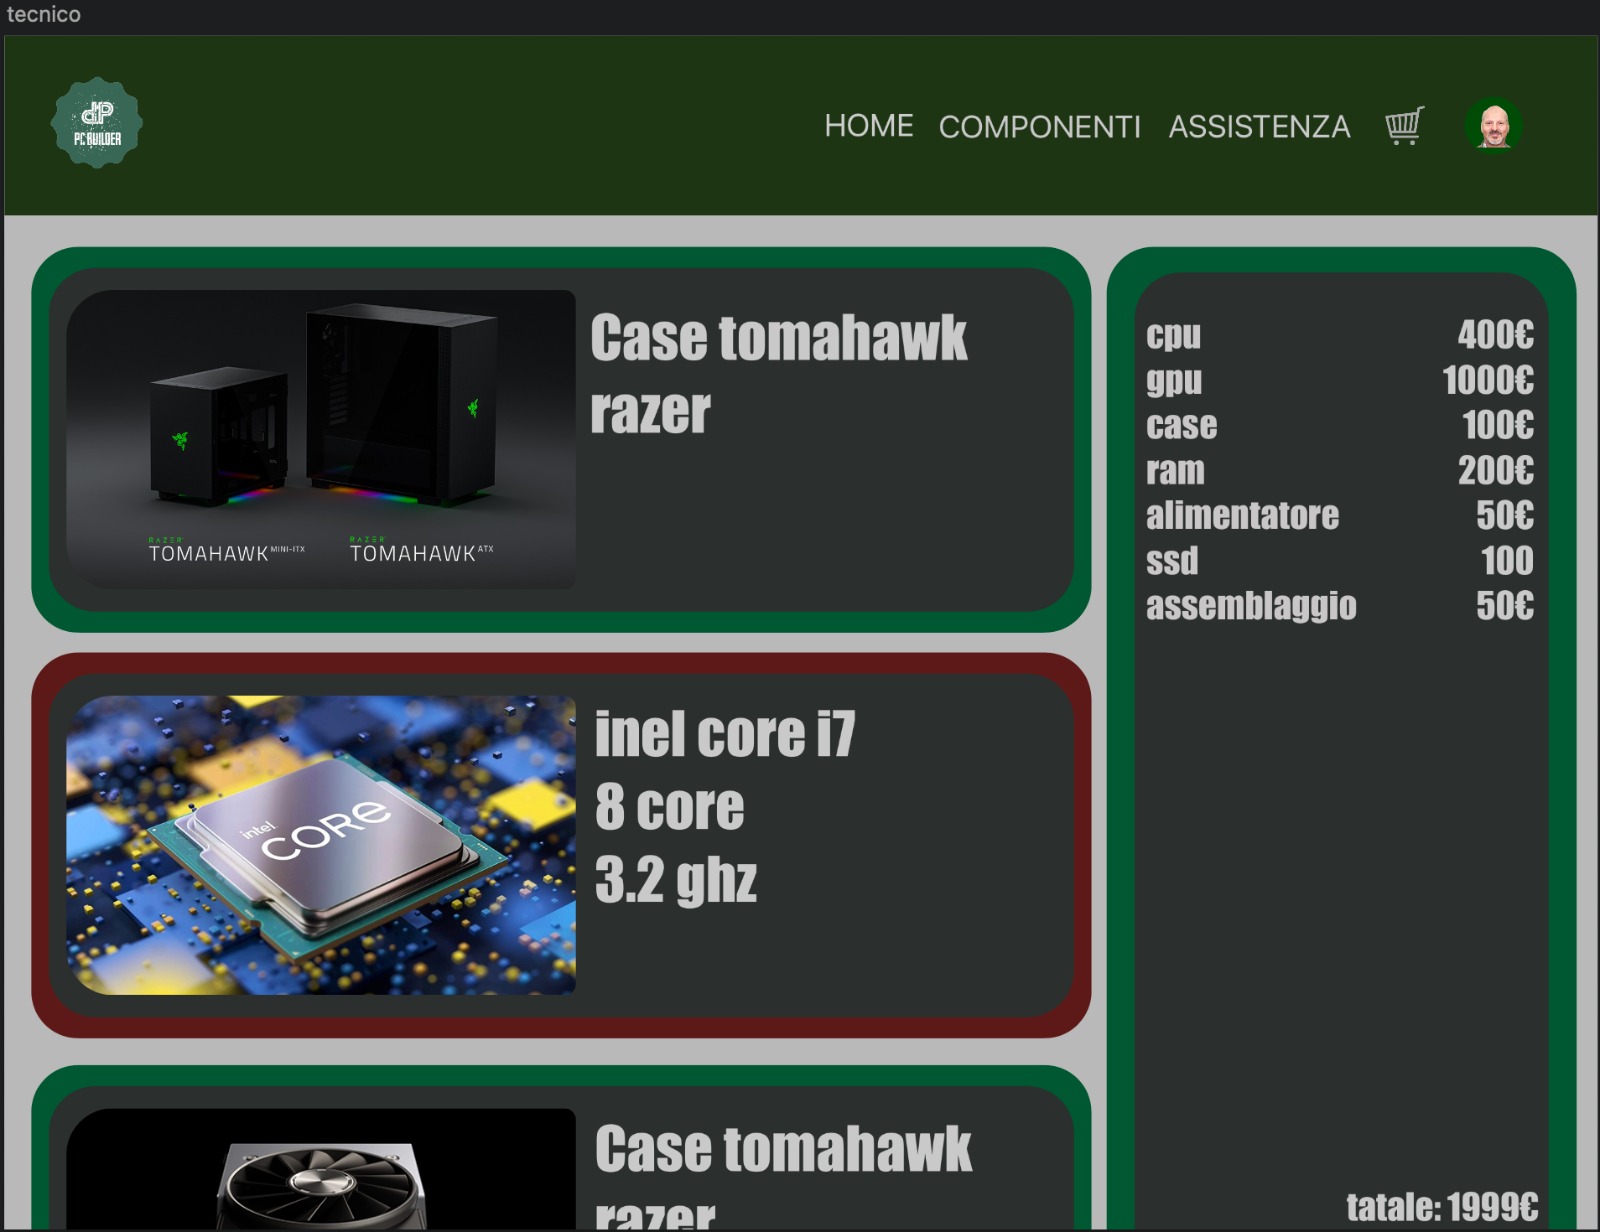 tecnico
dP
PC BUILDER
HOME COMPONENTI ASSISTENZA
Case tomahawk
razer
RAZER RAZER
TOMAHAWK MINI-ITX TOMAHAWK ATX
inel core i7
8 core
3.2 ghz
intel
CORE
Case tomahawk
razer
cpu 400€
gpu 1000€
case 100€
ram 200€
alimentatore 50€
ssd 100
assemblaggio 50€
tatale: 1999€